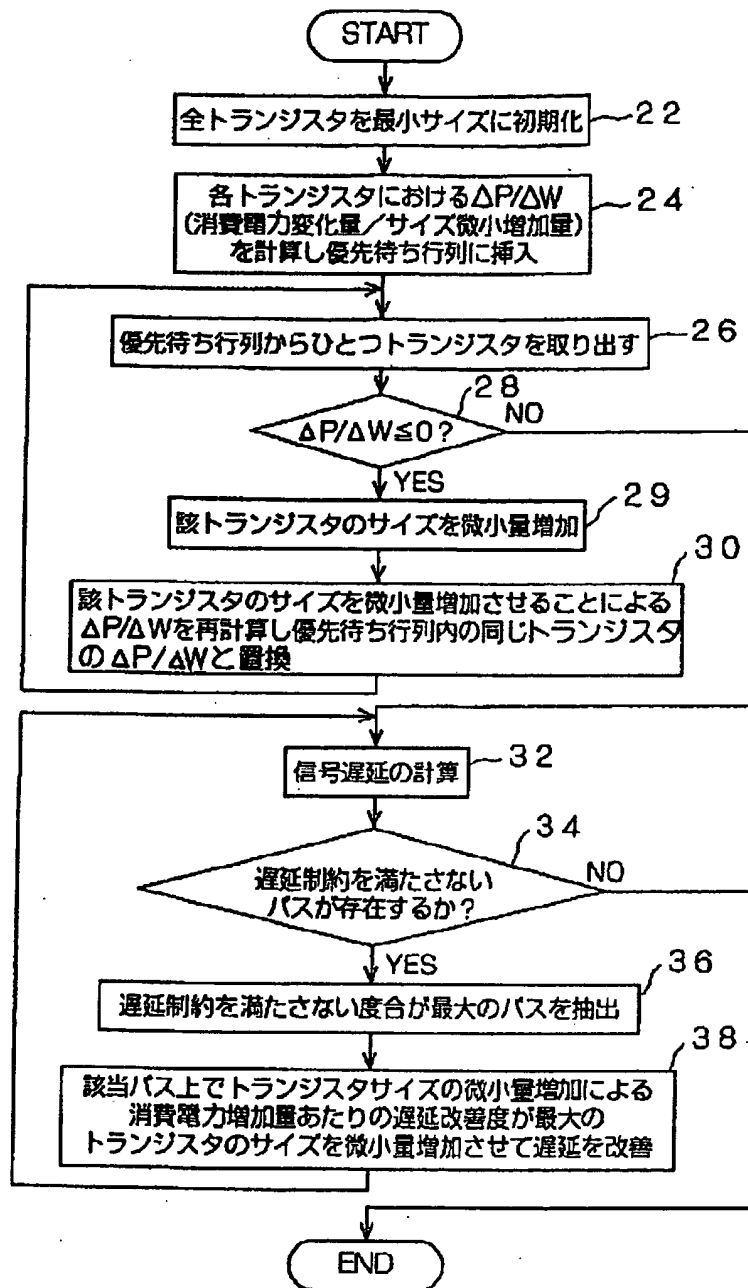 START
全トランジスタを最小サイズに初期化
22
各トランジスタにおけるΔP/ΔW
(消費電力変化量/サイズ微小増加量)
を計算し優先待ち行列に挿入
24
優先待ち行列からひとつトランジスタを取り出す
26
28
ΔP/ΔW≦0?
NO
YES
該トランジスタのサイズを微小量増加
29
30
該トランジスタのサイズを微小量増加させることによる
ΔP/ΔWを再計算し優先待ち行列内の同じトランジスタ
のΔP/ΔWと置換
信号遅延の計算
32
34
遅延制約を満たさない
パスが存在するか?
NO
YES
36
遅延制約を満たさない度合が最大のパスを抽出
38
該当パス上でトランジスタサイズの微小量増加による
消費電力増加量あたりの遅延改善度が最大の
トランジスタのサイズを微小量増加させて遅延を改善
END